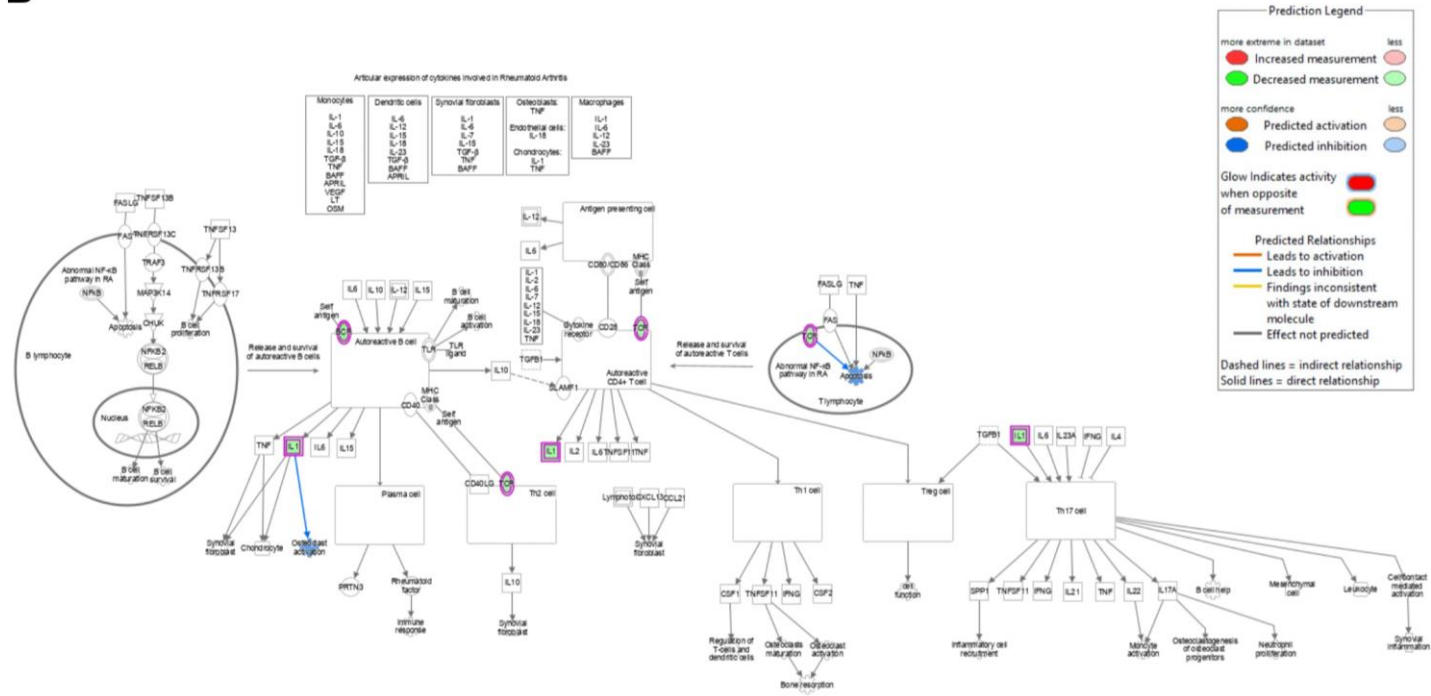 B
Prediction Legend
more extreme in dataset
less
Increased measurement
Decreased measurement
more confidence
less
Predicted activation
Predicted inhibition
Glow Indicates activity
when opposite
of measurement
Predicted Relationships
Leads to activation
Leads to inhibition
Findings inconsistent
with state of downstream
molecule
Effect not predicted
Dashed lines = indirect relationship
Solid lines = direct relationship
Articular expression of cytokines involved in Rheumatoid Arthritis
Monocytes
IL-1
IL-6
IL-10
IL-15
IL-18
TGF-β
TNF
BAFF
APRIL
VEGF
LT
OSM
Dendritic cells
IL-6
IL-12
IL-15
IL-18
IL-23
TGF-β
BAFF
APRIL
Synovial fibroblasts
IL-1
IL-6
IL-7
IL-15
TGF-β
TNF
BAFF
Osteoblasts:
TNF
Endothelial cells:
IL-18
Chondrocytes:
IL-1
TNF
Macrophages
IL-1
IL-6
IL-12
IL-23
BAFF
FASLG
TNFSF13B
TNFSF13
FAS
TNFRSF13C
TRAF3
TNFRSF13B
Abnormal NF-κB
pathway in RA
NFkB
MAP3K14
TNFRSF17
Apoptosis
CHUK
B cell
proliferation
B lymphocyte
NFKB2
RELB
Nucleus
NFKB2
RELB
B cell
maturation
B cell
survival
Release and survival
of autoreactive B cells
Self
antigen
BCR
IL6
IL10
IL-12
IL15
B cell
maturation
B cell
activation
Autoreactive B cell
TLR
TLR
ligand
IL10
CD40
MHC
Class
II
Self
antigen
TNF
IL1
IL6
IL15
Synovial
fibroblast
Chondrocyte
Osteoclast
activation
Plasma cell
PRTN3
Rheumatoid
factor
Immune
response
CD40LG
TCR
Th2 cell
IL10
Synovial
fibroblast
IL-12
IL6
Antigen presenting cell
CD80/CD86
MHC
Class
II
Self
antigen
IL-1
IL-2
IL-6
IL-7
IL-12
IL-15
IL-18
IL-23
TNF
Cytokine
receptor
CD28
TCR
TGFB1
SLAMF1
Autoreactive
CD4+ T cell
IL1
IL2
IL6
TNFSF11
TNF
Release and survival
of autoreactive T cells
FASLG
TNF
FAS
TCR
NFkB
Abnormal NF-κB
pathway in RA
Apoptosis
T lymphocyte
CXCL13
CCL21
Synovial
fibroblast
Th1 cell
CSF1
TNFSF11
IFNG
CSF2
Regulation of
T-cells and
dendritic cells
Osteoclasts
maturation
Osteoclast
activation
Bone resorption
Treg cell
cell
function
TGFB1
IL1
IL6
IL23A
IFNG
IL4
Th17 cell
SPP1
TNFSF11
IFNG
IL21
TNF
IL22
IL17A
B cell help
Mesenchymal
cell
Leukocyte
Cell contact
mediated
activation
Inflammatory cell
recruitment
Monocyte
activation
Osteoclastogenesis
of osteoclast
progenitors
Neutrophil
proliferation
Synovial
inflammation